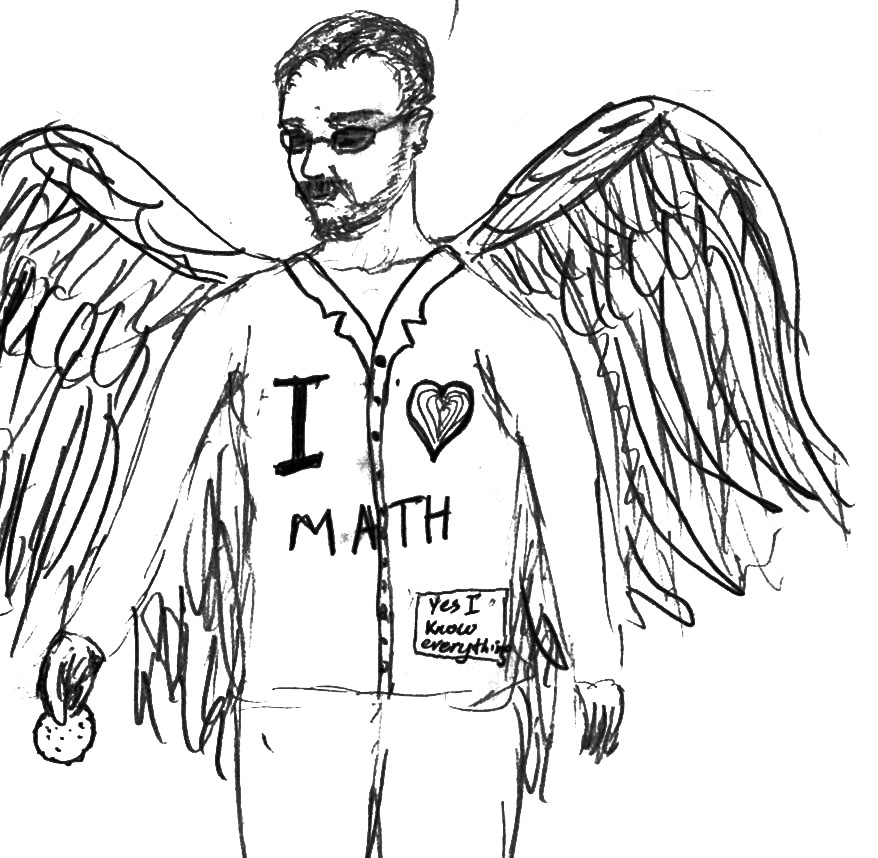 I ♥
MATH
Yes I
Know
everything